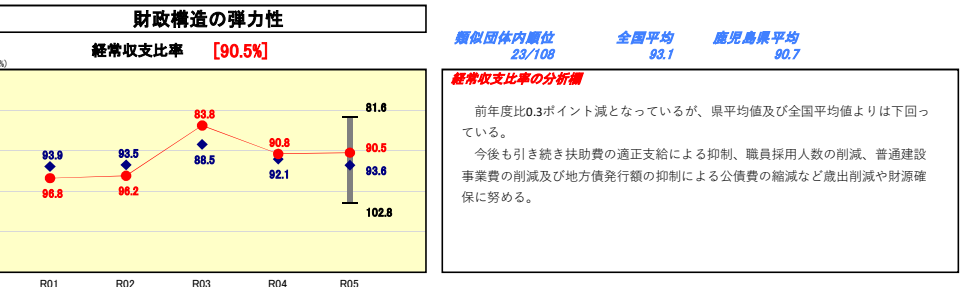 財政構造の弾力性
経常収支比率 [90.5%]
%)
類似団体内順位 全国平均 鹿児島県平均
23/108 93.1 90.7
経常収支比率の分析欄
前年度比0.3ポイント減となっているが、県平均値及び全国平均値よりは下回っ
ている。
今後も引き続き扶助費の適正支給による抑制、職員採用人数の削減、普通建設
事業費の削減及び地方債発行額の抑制による公債費の縮減など歳出削減や財源確
保に努める。
81.6
83.8
93.9 93.5 88.5 90.8 90.5
96.8 96.2 92.1 93.6
102.8
R01 R02 R03 R04 R05